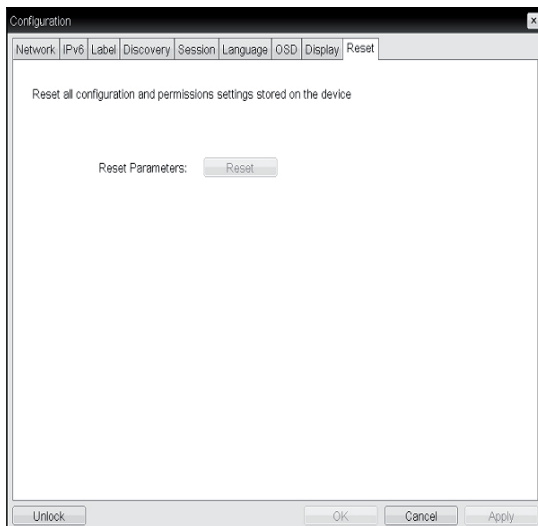 Configuration x
Network IPv6 Label Discovery Session Language OSD Display Reset
Reset all configuration and permissions settings stored on the device
Reset Parameters: Reset
Unlock OK Cancel Apply